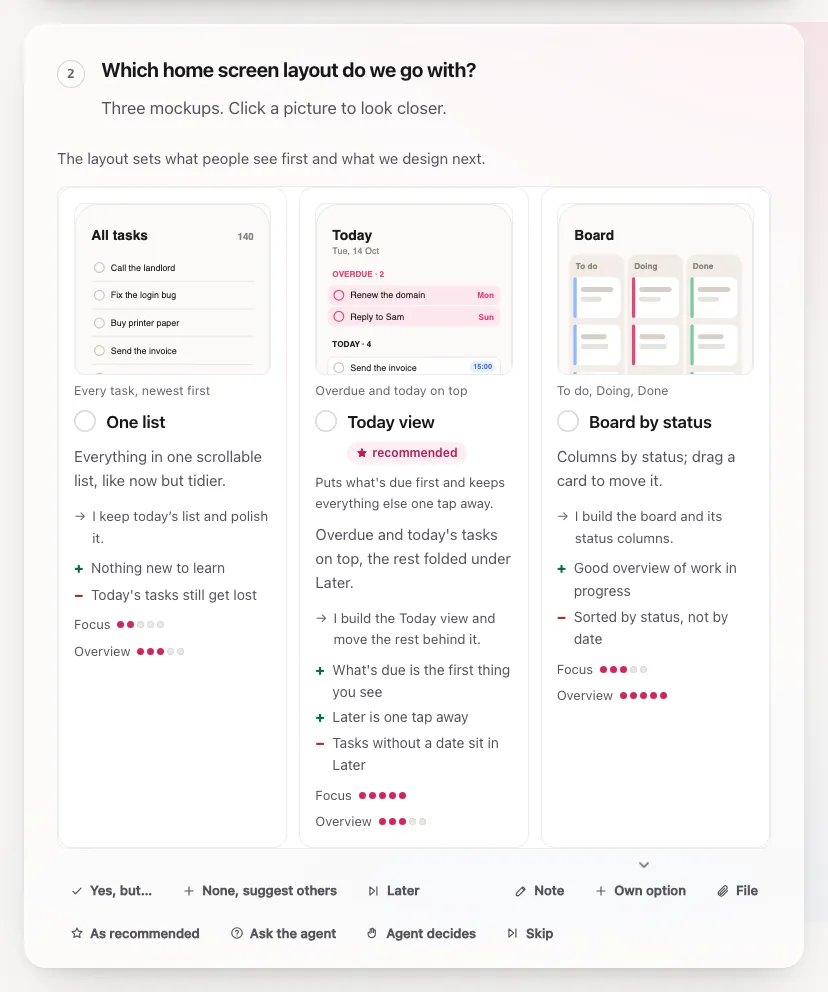 2
Which home screen layout do we go with?
Three mockups. Click a picture to look closer.
The layout sets what people see first and what we design next.
All tasks
140
Call the landlord
Fix the login bug
Buy printer paper
Send the invoice
Every task, newest first
One list
Everything in one scrollable
list, like now but tidier.
→ I keep today's list and polish
it.
+ Nothing new to learn
− Today's tasks still get lost
Focus
Overview
Today
Tue, 14 Oct
OVERDUE · 2
Renew the domain Mon
Reply to Sam Sun
TODAY · 4
Send the invoice 15:00
Overdue and today on top
Today view
★ recommended
Puts what's due first and keeps
everything else one tap away.
Overdue and today's tasks
on top, the rest folded under
Later.
→ I build the Today view and
move the rest behind it.
+ What's due is the first thing
you see
+ Later is one tap away
− Tasks without a date sit in
Later
Focus
Overview
Board
To do Doing Done
To do, Doing, Done
Board by status
Columns by status; drag a
card to move it.
→ I build the board and its
status columns.
+ Good overview of work in
progress
− Sorted by status, not by
date
Focus
Overview
Yes, but... + None, suggest others Later Note + Own option File
As recommended Ask the agent Agent decides Skip